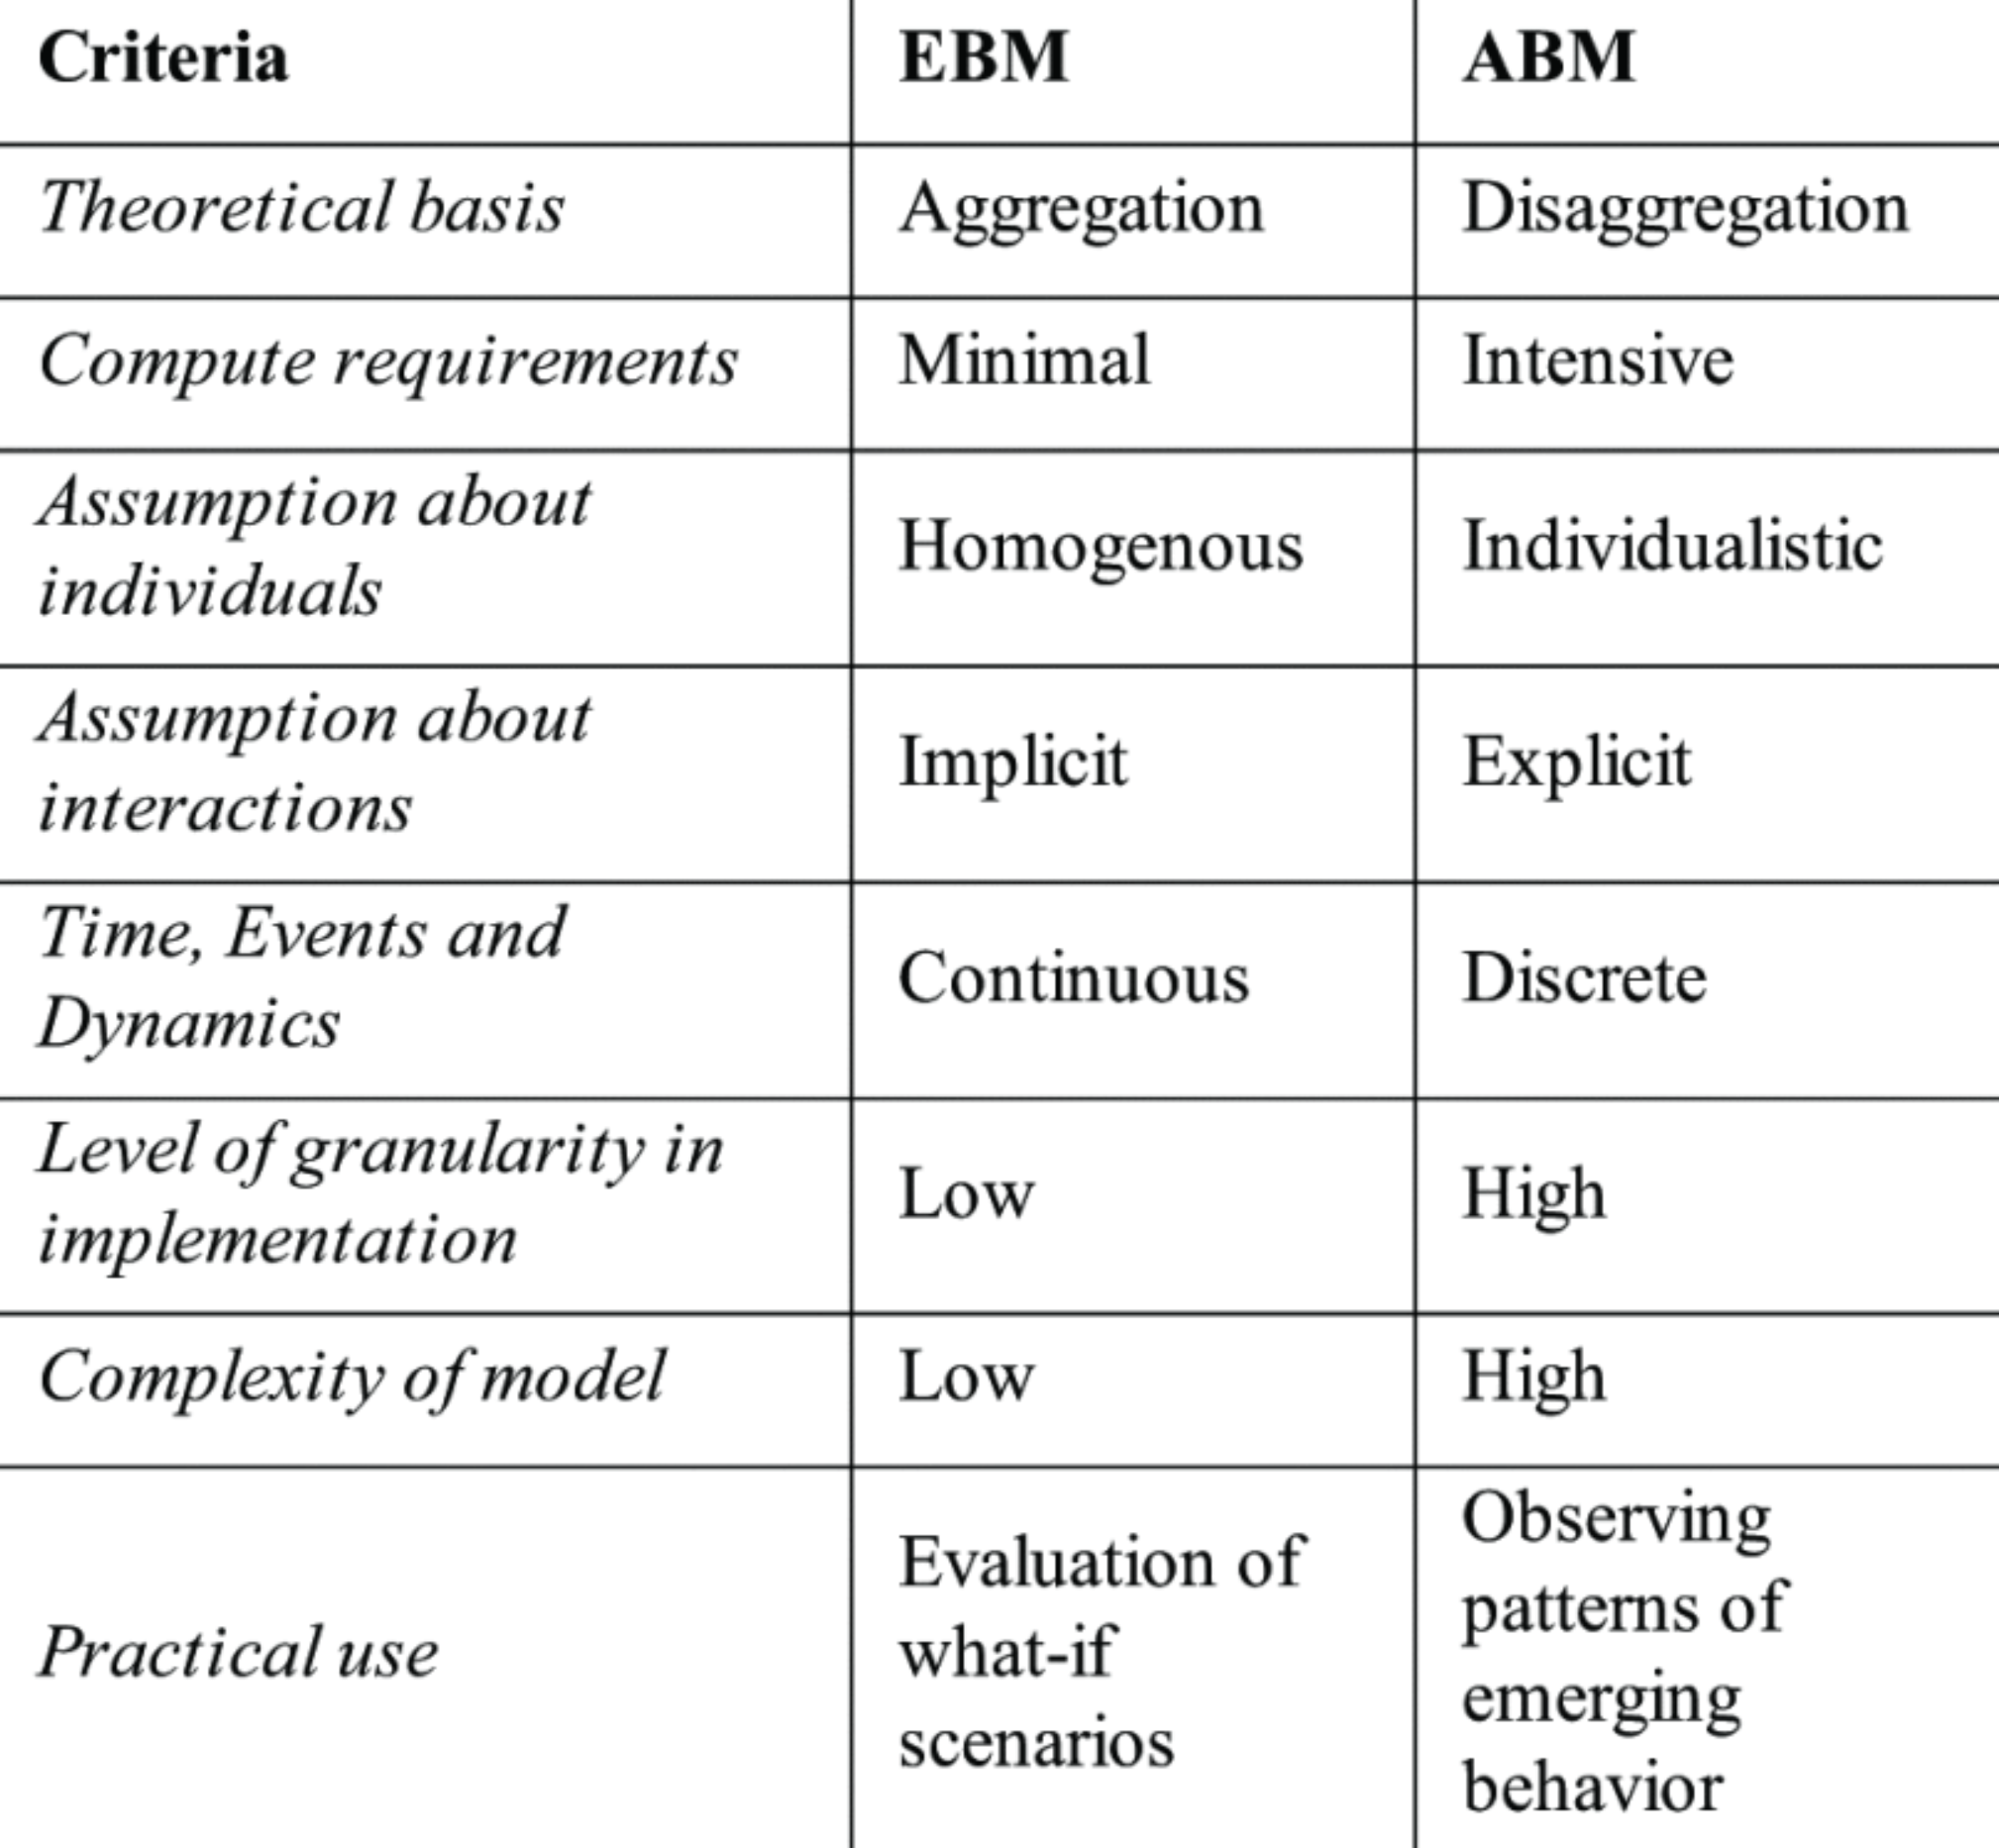 Criteria EBM ABM
Theoretical basis Aggregation Disaggregation
Compute requirements Minimal Intensive
Assumption about
individuals
Homogenous Individualistic
Assumption about
interactions
Implicit Explicit
Time, Events and
Dynamics
Continuous Discrete
Level of granularity in
implementation
Low High
Complexity of model Low High
Practical use
Evaluation of
what-if
scenarios
Observing
patterns of
emerging
behavior